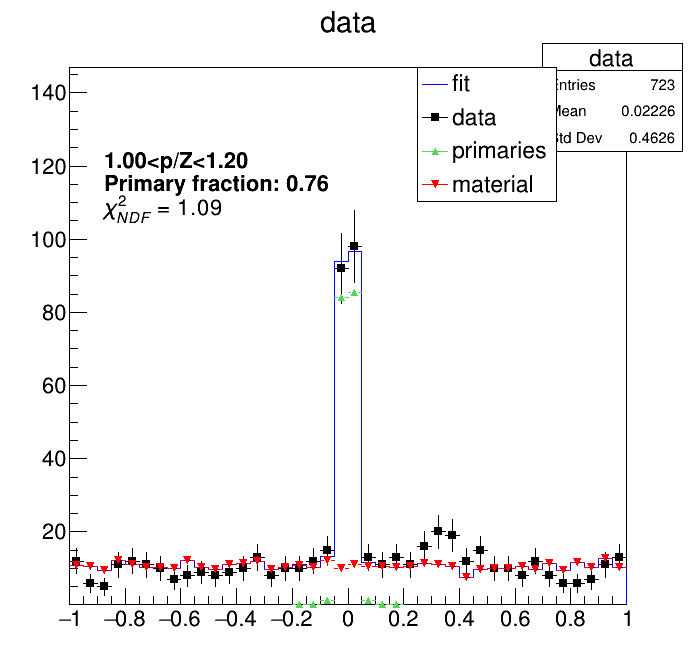 data
data
Entries 723
Mean 0.02226
Std Dev 0.4626
fit
data
primaries
material
1.00<p/Z<1.20
Primary fraction: 0.76
χ²NDF = 1.09
140
120
100
80
60
40
20
−1 −0.8 −0.6 −0.4 −0.2 0 0.2 0.4 0.6 0.8 1